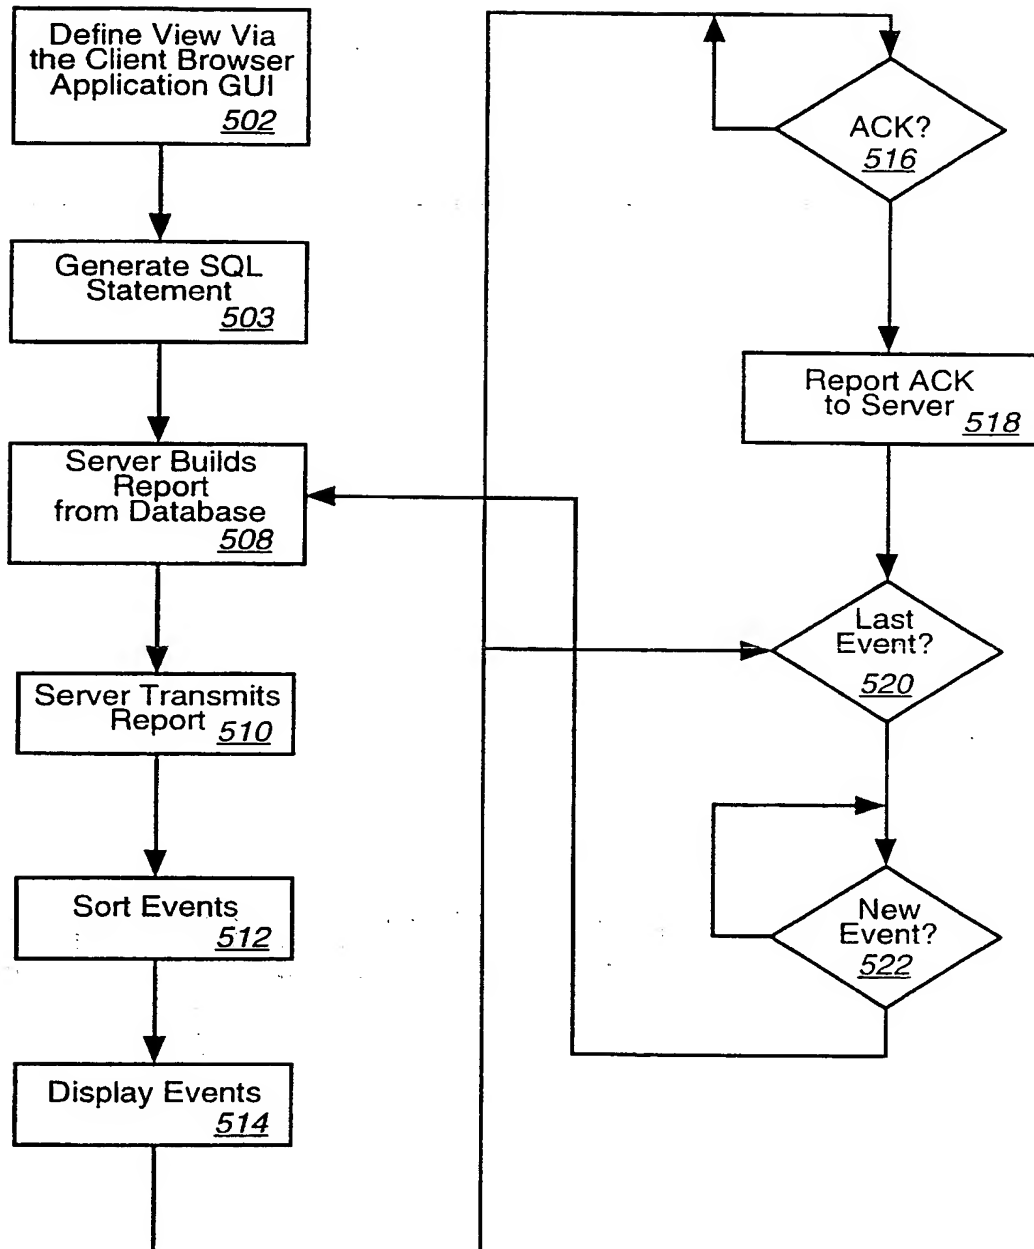 Define View Via
the Client Browser
Application GUI
502
Generate SQL
Statement
503
Server Builds
Report
from Database
508
Server Transmits
Report
510
Sort Events
512
Display Events
514
ACK?
516
Report ACK
to Server
518
Last
Event?
520
New
Event?
522